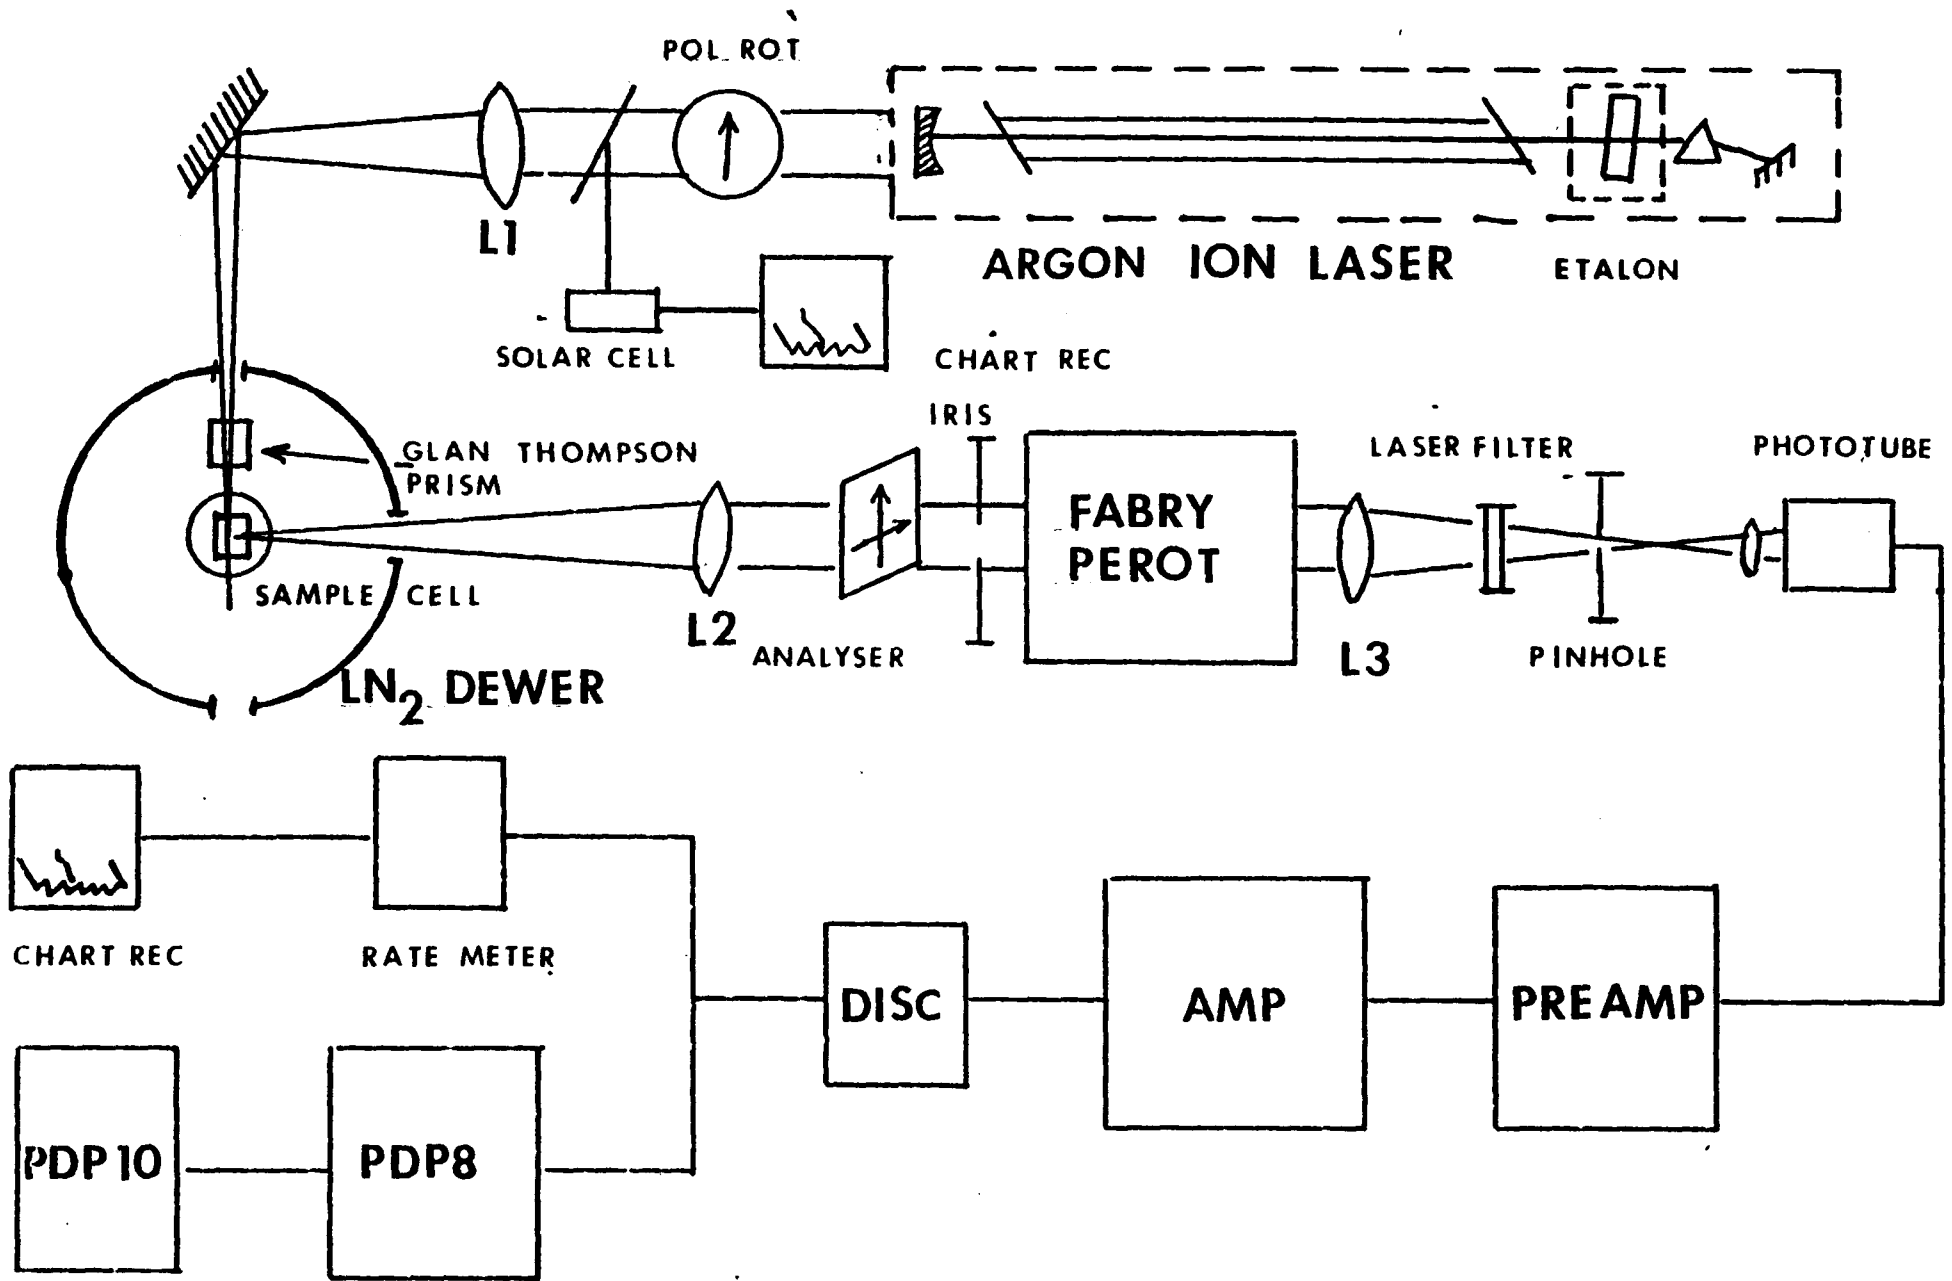 POL ROT
L1
ARGON ION LASER
ETALON
SOLAR CELL
CHART REC
IRIS
GLAN THOMPSON
PRISM
LASER FILTER
PHOTOTUBE
FABRY
PEROT
SAMPLE CELL
L2
ANALYSER
L3
PINHOLE
LN2 DEWER
CHART REC
RATE METER
DISC
AMP
PREAMP
PDP10
PDP8